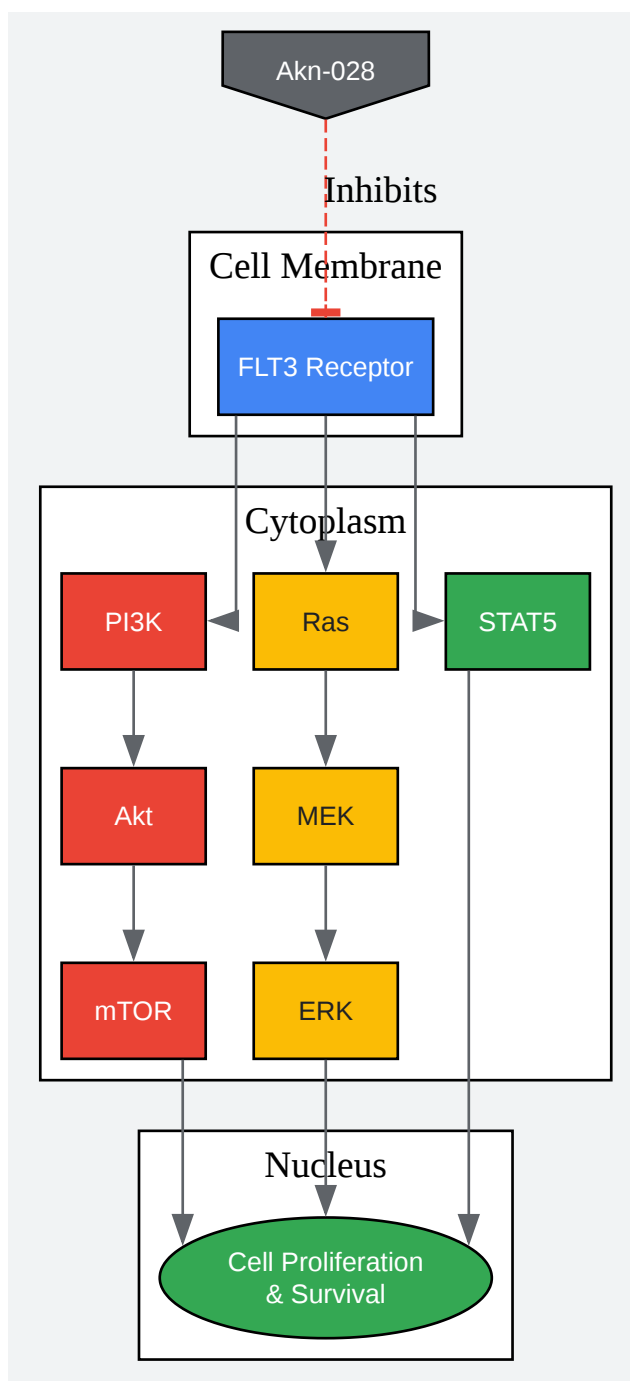 Akn-028
Inhibits
Cell Membrane
FLT3 Receptor
Cytoplasm
PI3K
Ras
STAT5
Akt
MEK
mTOR
ERK
Nucleus
Cell Proliferation
& Survival